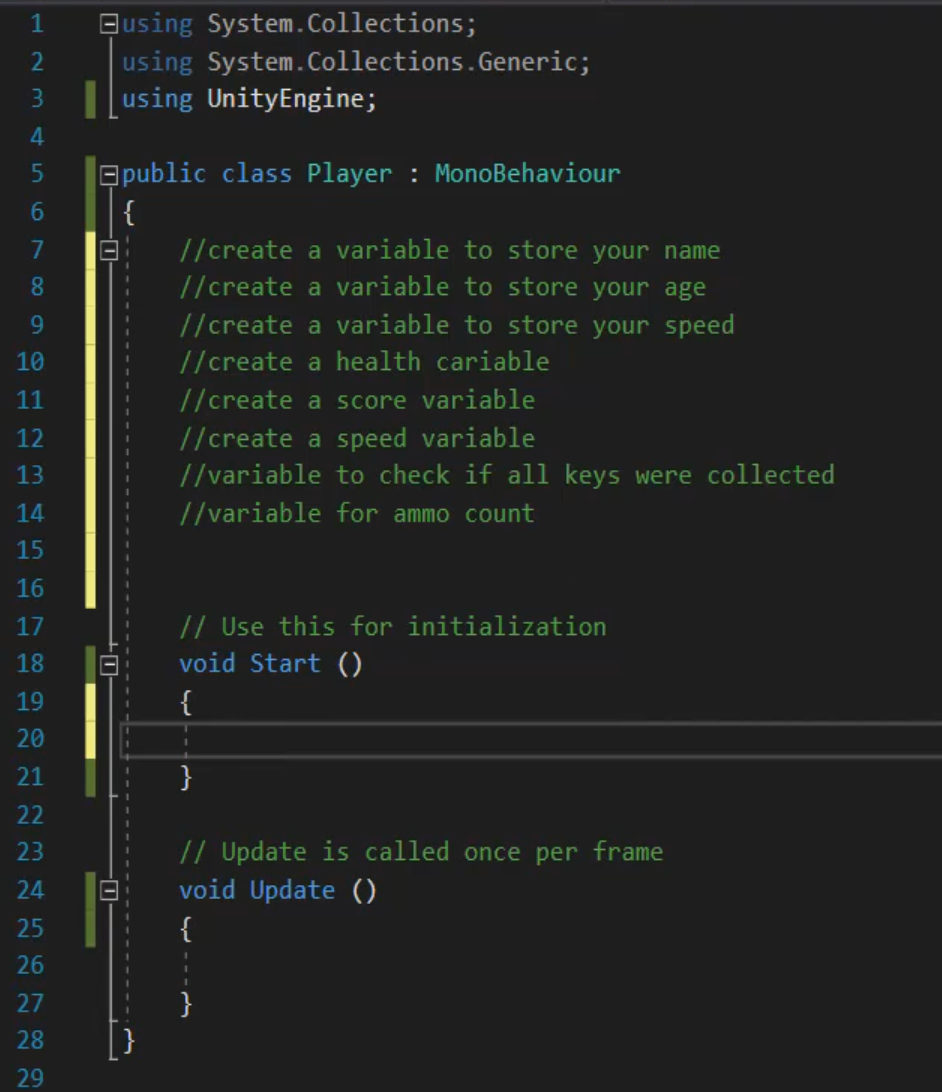 1 using System.Collections;
2 using System.Collections.Generic;
3 using UnityEngine;
4
5 public class Player : MonoBehaviour
6 {
7 //create a variable to store your name
8 //create a variable to store your age
9 //create a variable to store your speed
10 //create a health cariable
11 //create a score variable
12 //create a speed variable
13 //variable to check if all keys were collected
14 //variable for ammo count
15
16
17 // Use this for initialization
18 void Start ()
19 {
20
21 }
22
23 // Update is called once per frame
24 void Update ()
25 {
26
27 }
28 }
29